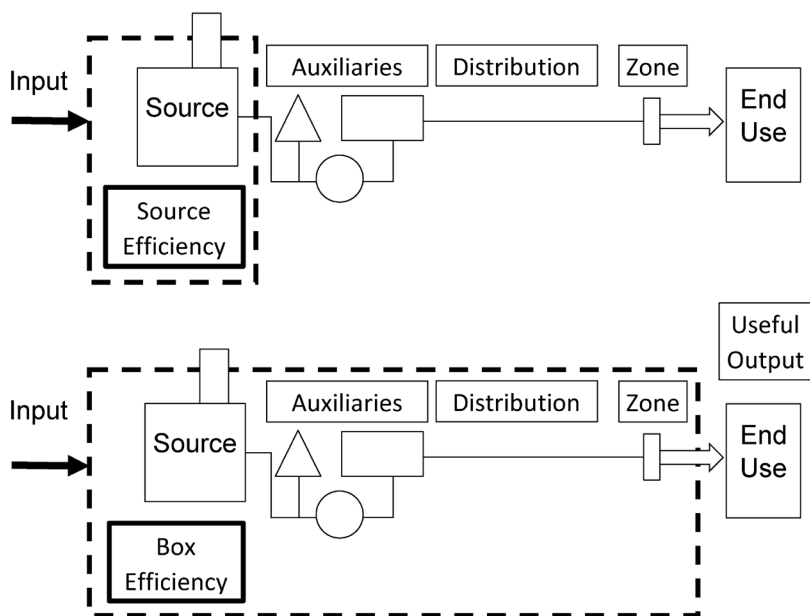 Input
Source
Auxiliaries
Distribution
Zone
End
Use
Source
Efficiency
Useful
Output
Input
Source
Auxiliaries
Distribution
Zone
End
Use
Box
Efficiency